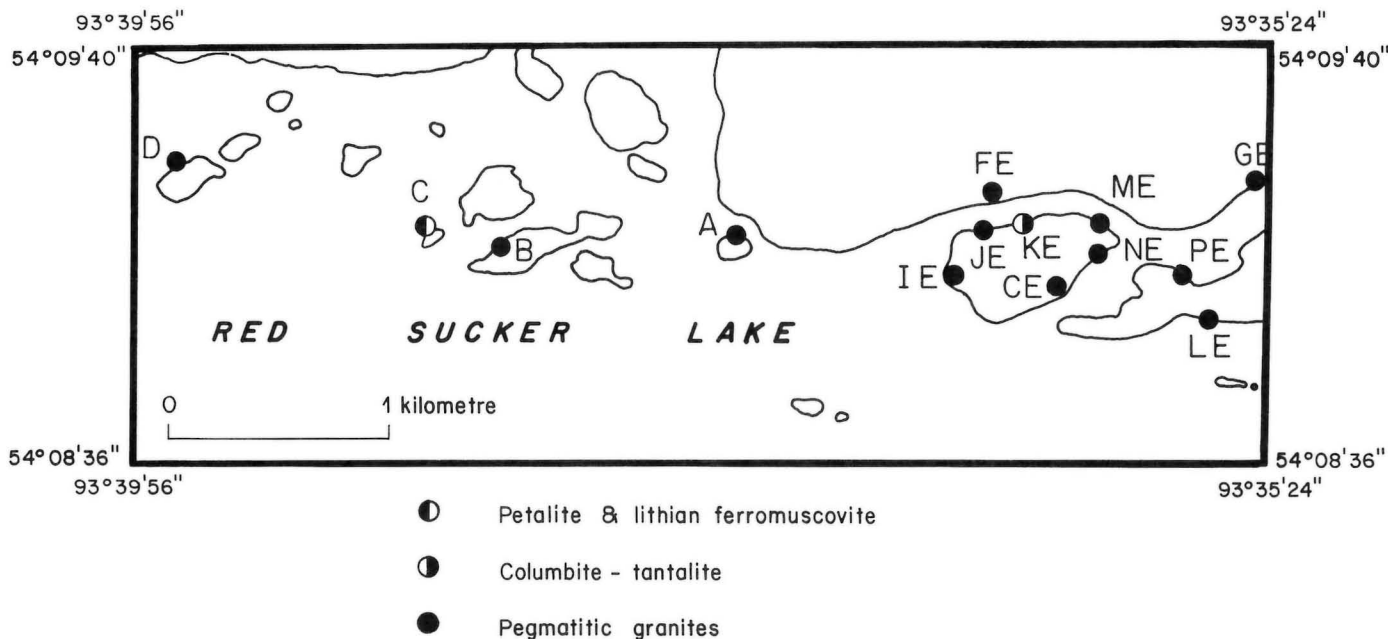 93°39'56"
93°35'24"
54°09'40"
54°09'40"
D
C
B
A
FE
GE
ME
JE
KE
NE
PE
IE
CE
LE
RED SUCKER LAKE
0 1 kilometre
54°08'36"
54°08'36"
93°39'56"
93°35'24"
Petalite & lithian ferromuscovite
Columbite - tantalite
Pegmatitic granites